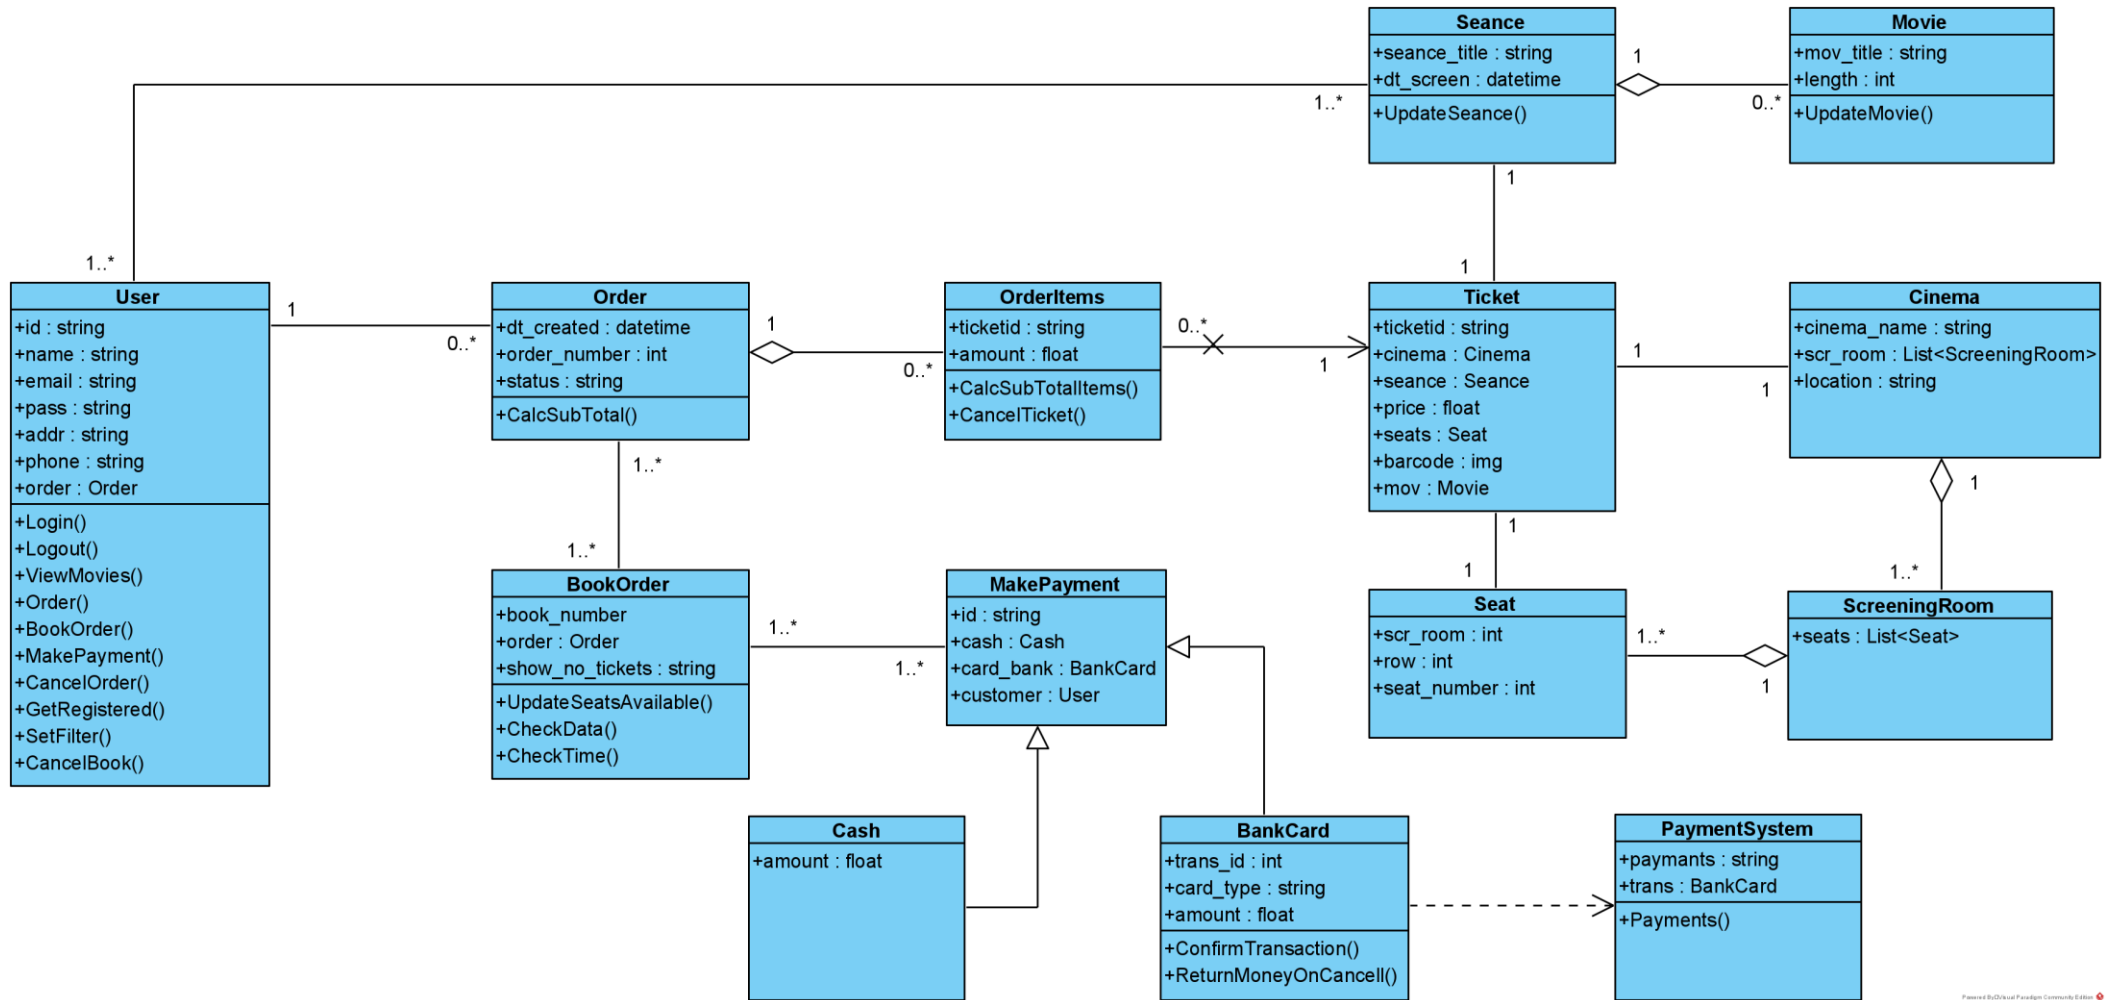 Seance
+seance_title : string
+dt_screen : datetime
+UpdateSeance()
1
0..*
Movie
+mov_title : string
+length : int
+UpdateMovie()
1..*
1..*
1
1
User
+id : string
+name : string
+email : string
+pass : string
+addr : string
+phone : string
+order : Order
+Login()
+Logout()
+ViewMovies()
+Order()
+BookOrder()
+MakePayment()
+CancelOrder()
+GetRegistered()
+SetFilter()
+CancelBook()
1
0..*
Order
+dt_created : datetime
+order_number : int
+status : string
+CalcSubTotal()
1
0..*
OrderItems
+ticketid : string
+amount : float
+CalcSubTotalItems()
+CancelTicket()
0..*
1
Ticket
+ticketid : string
+cinema : Cinema
+seance : Seance
+price : float
+seats : Seat
+barcode : img
+mov : Movie
1
1
Cinema
+cinema_name : string
+scr_room : List<ScreeningRoom>
+location : string
1..*
1..*
1
1
1
1..*
BookOrder
+book_number
+order : Order
+show_no_tickets : string
+UpdateSeatsAvailable()
+CheckData()
+CheckTime()
1..*
1..*
MakePayment
+id : string
+cash : Cash
+card_bank : BankCard
+customer : User
Seat
+scr_room : int
+row : int
+seat_number : int
1..*
1
ScreeningRoom
+seats : List<Seat>
Cash
+amount : float
BankCard
+trans_id : int
+card_type : string
+amount : float
+ConfirmTransaction()
+ReturnMoneyOnCancell()
PaymentSystem
+paymants : string
+trans : BankCard
+Payments()
Powered By Visual Paradigm Community Edition